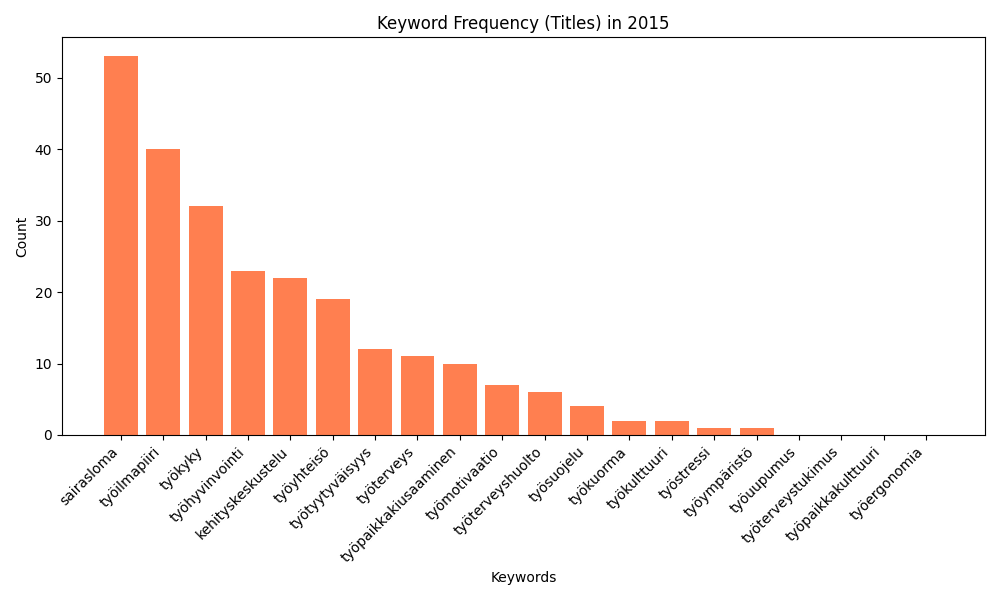 Keyword Frequency (Titles) in 2015
Count
50
40
30
20
10
0
sairasloma
työilmapiiri
työkyky
työhyvinvointi
kehityskeskustelu
työyhteisö
työtyytyväisyys
työterveys
työpaikkakiusaaminen
työmotivaatio
työterveyshuolto
työsuojelu
työkuorma
työkulttuuri
työstressi
työympäristö
työuupumus
työterveystukimus
työpaikkakulttuuri
työergonomia
Keywords